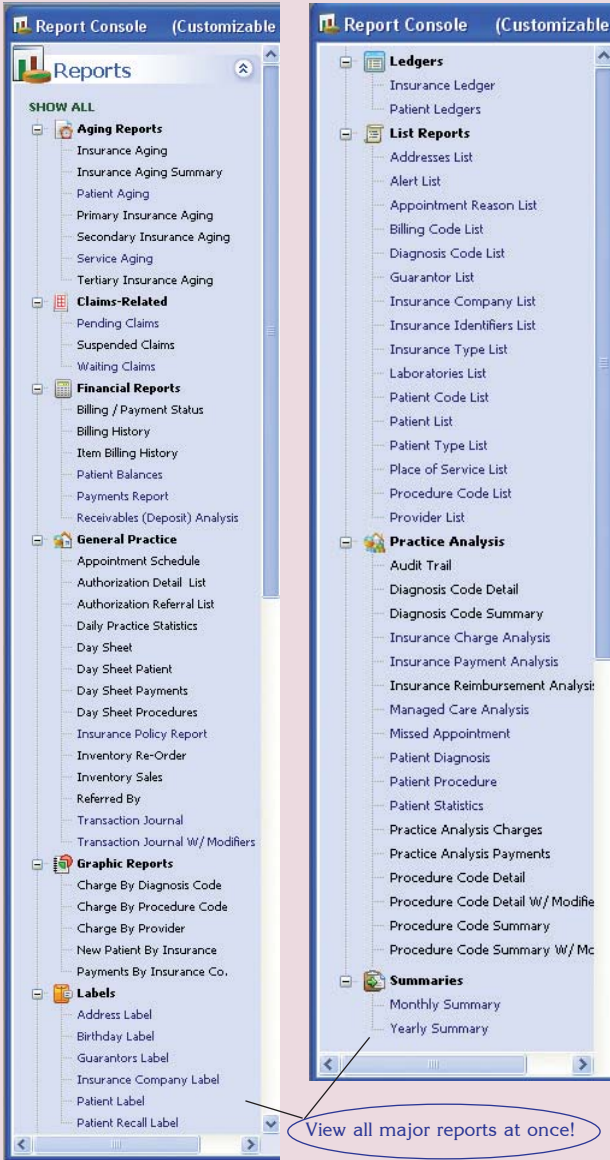 Report Console (Customizable
Reports
SHOW ALL
Aging Reports
Insurance Aging
Insurance Aging Summary
Patient Aging
Primary Insurance Aging
Secondary Insurance Aging
Service Aging
Tertiary Insurance Aging
Claims-Related
Pending Claims
Suspended Claims
Waiting Claims
Financial Reports
Billing / Payment Status
Billing History
Item Billing History
Patient Balances
Payments Report
Receivables (Deposit) Analysis
General Practice
Appointment Schedule
Authorization Detail List
Authorization Referral List
Daily Practice Statistics
Day Sheet
Day Sheet Patient
Day Sheet Payments
Day Sheet Procedures
Insurance Policy Report
Inventory Re-Order
Inventory Sales
Referred By
Transaction Journal
Transaction Journal W/ Modifiers
Graphic Reports
Charge By Diagnosis Code
Charge By Procedure Code
Charge By Provider
New Patient By Insurance
Payments By Insurance Co.
Labels
Address Label
Birthday Label
Guarantors Label
Insurance Company Label
Patient Label
Patient Recall Label
Report Console (Customizable
Ledgers
Insurance Ledger
Patient Ledgers
List Reports
Addresses List
Alert List
Appointment Reason List
Billing Code List
Diagnosis Code List
Guarantor List
Insurance Company List
Insurance Identifiers List
Insurance Type List
Laboratories List
Patient Code List
Patient List
Patient Type List
Place of Service List
Procedure Code List
Provider List
Practice Analysis
Audit Trail
Diagnosis Code Detail
Diagnosis Code Summary
Insurance Charge Analysis
Insurance Payment Analysis
Insurance Reimbursement Analysis
Managed Care Analysis
Missed Appointment
Patient Diagnosis
Patient Procedure
Patient Statistics
Practice Analysis Charges
Practice Analysis Payments
Procedure Code Detail
Procedure Code Detail W/ Modifie
Procedure Code Summary
Procedure Code Summary W/ Mo
Summaries
Monthly Summary
Yearly Summary
View all major reports at once!